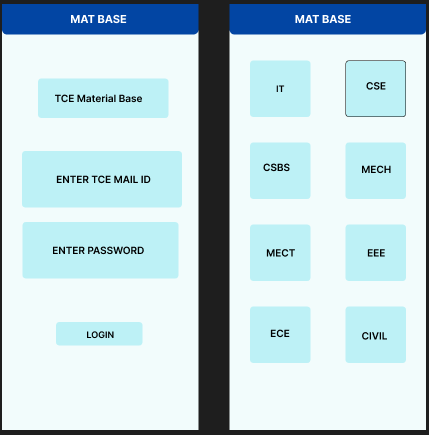 MAT BASE
TCE Material Base
ENTER TCE MAIL ID
ENTER PASSWORD
LOGIN
MAT BASE
IT
CSE
CSBS
MECH
MECT
EEE
ECE
CIVIL